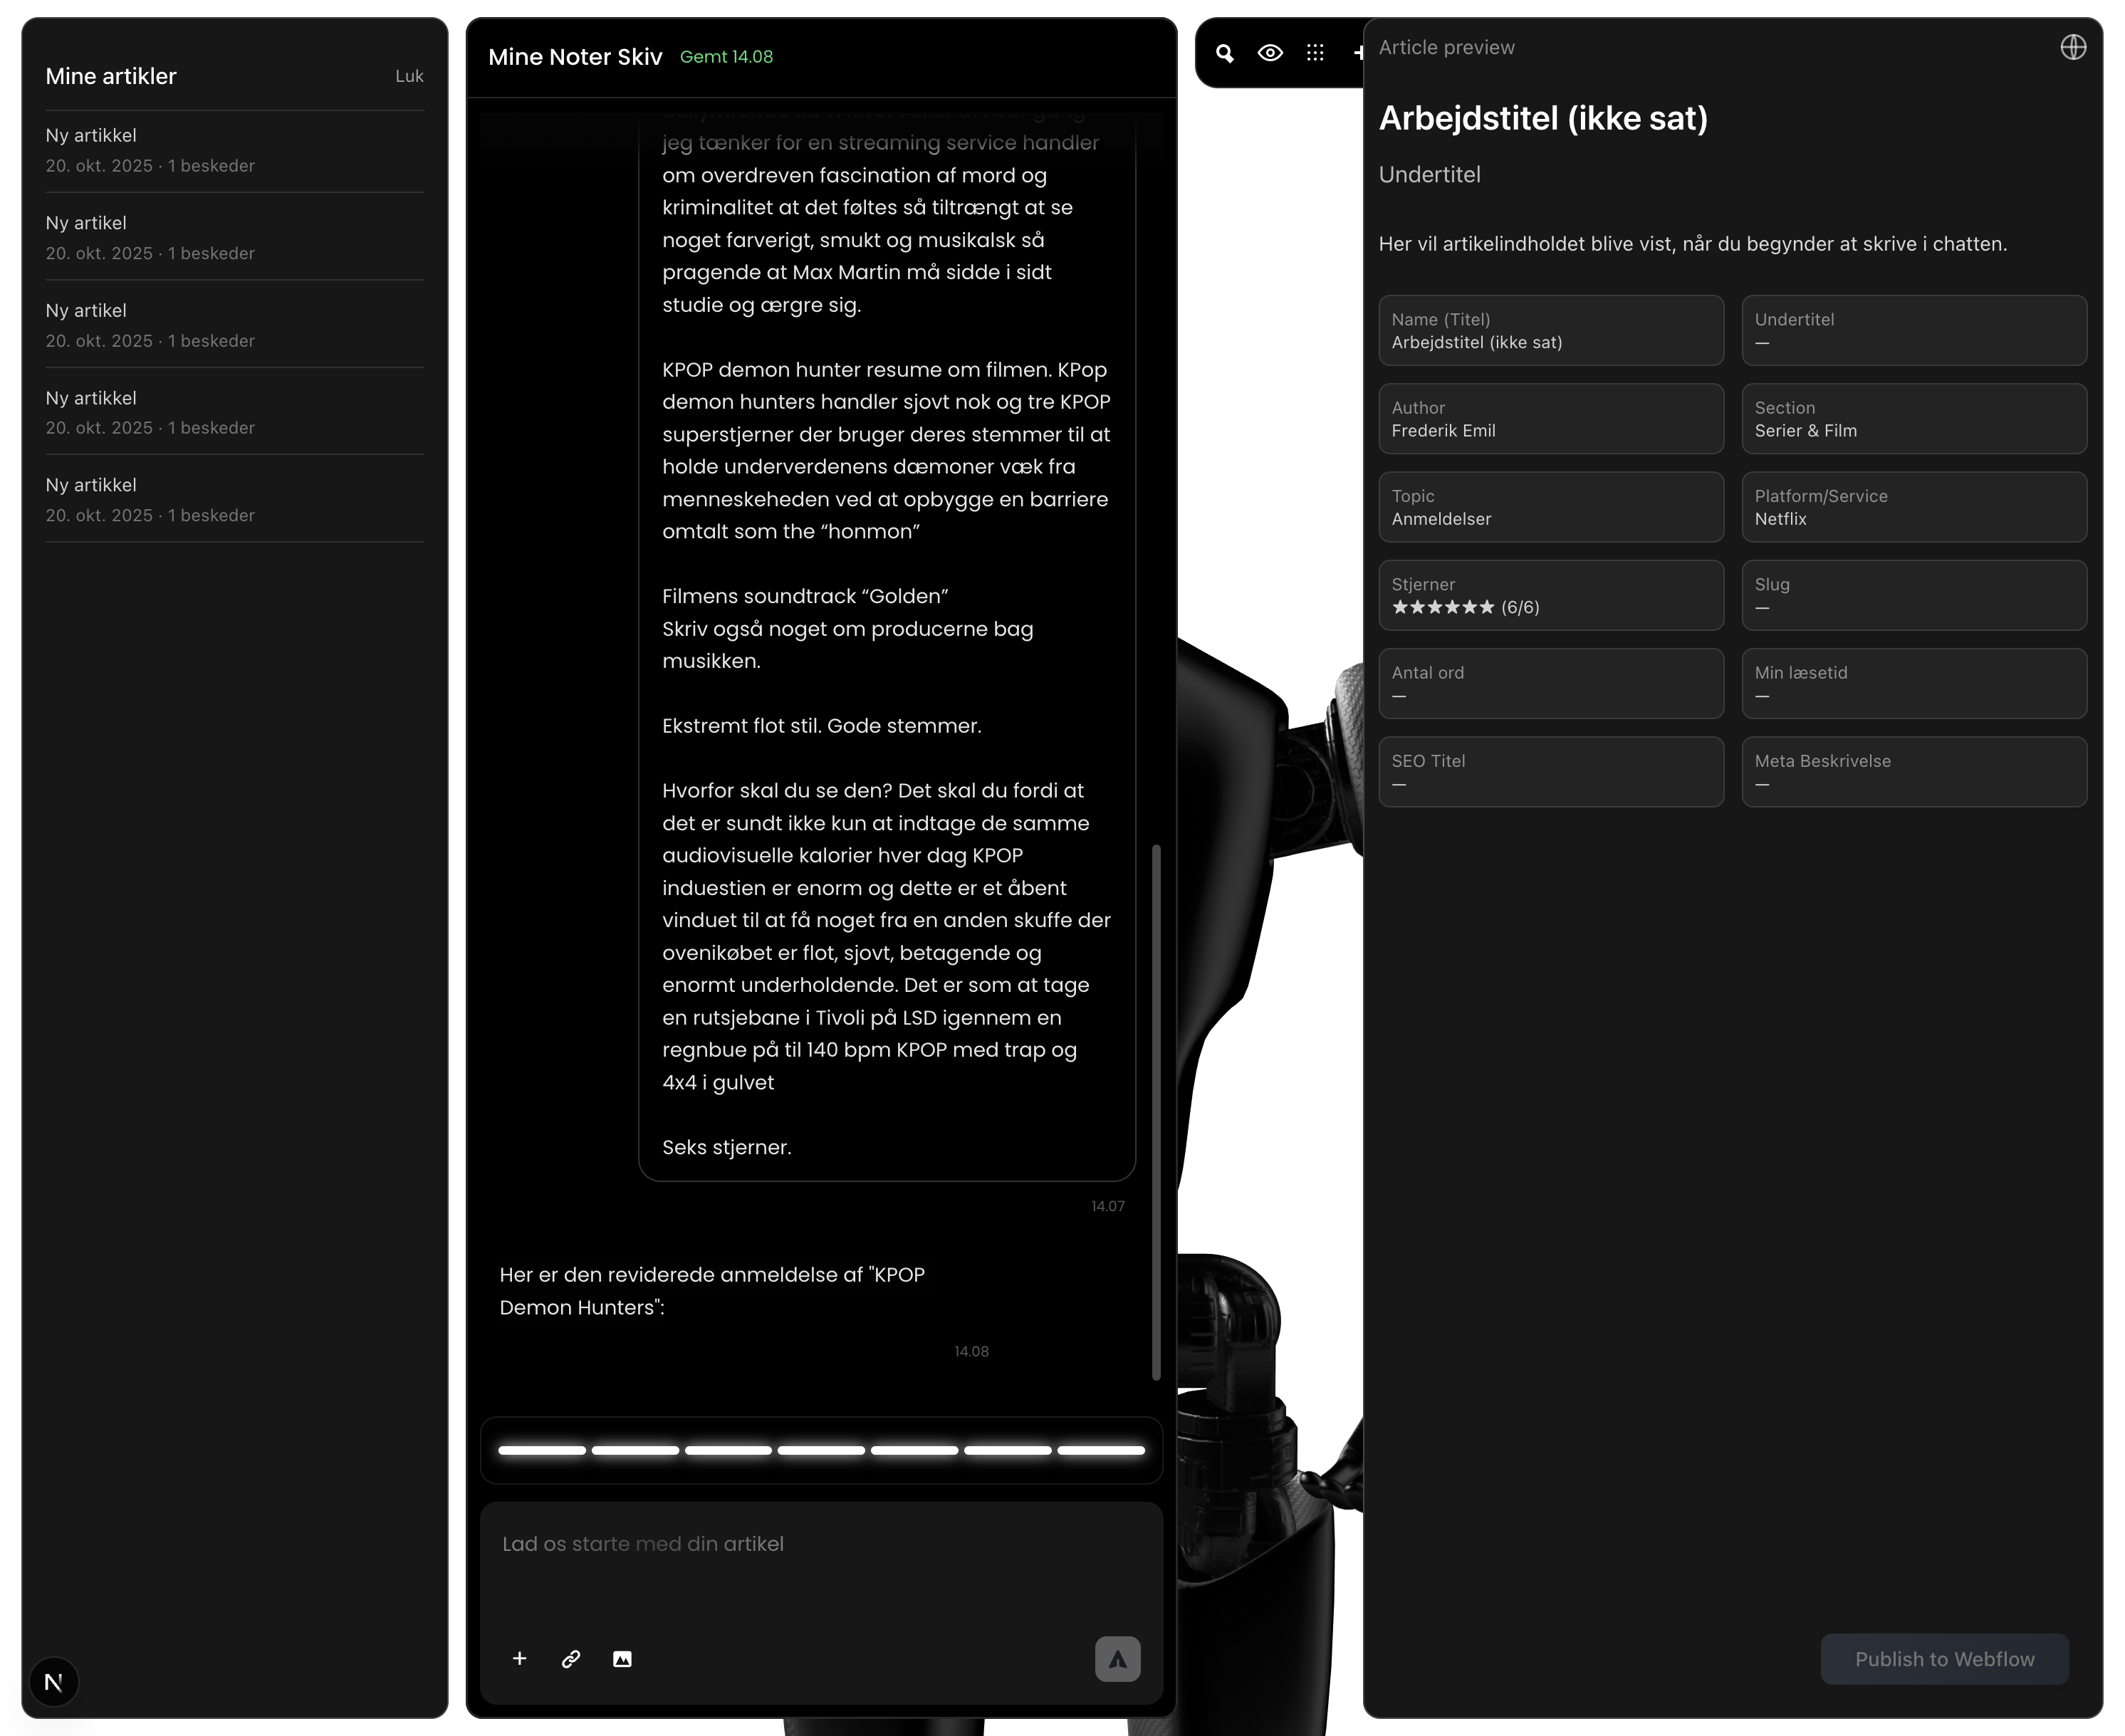 Mine artikler
Luk
Ny artikkel
20. okt. 2025 · 1 beskeder
Ny artikel
20. okt. 2025 · 1 beskeder
Ny artikel
20. okt. 2025 · 1 beskeder
Ny artikkel
20. okt. 2025 · 1 beskeder
Ny artikkel
20. okt. 2025 · 1 beskeder
N
Mine Noter Skiv
Gemt 14.08
jeg tænker for en streaming service handler
om overdreven fascination af mord og
kriminalitet at det føltes så tiltrængt at se
noget farverigt, smukt og musikalsk så
pragende at Max Martin må sidde i sidt
studie og ærgre sig.
KPOP demon hunter resume om filmen. KPop
demon hunters handler sjovt nok og tre KPOP
superstjerner der bruger deres stemmer til at
holde underverdenens dæmoner væk fra
menneskeheden ved at opbygge en barriere
omtalt som the “honmon”
Filmens soundtrack “Golden”
Skriv også noget om producerne bag
musikken.
Ekstremt flot stil. Gode stemmer.
Hvorfor skal du se den? Det skal du fordi at
det er sundt ikke kun at indtage de samme
audiovisuelle kalorier hver dag KPOP
induestien er enorm og dette er et åbent
vinduet til at få noget fra en anden skuffe der
ovenikøbet er flot, sjovt, betagende og
enormt underholdende. Det er som at tage
en rutsjebane i Tivoli på LSD igennem en
regnbue på til 140 bpm KPOP med trap og
4x4 i gulvet
Seks stjerner.
14.07
Her er den reviderede anmeldelse af "KPOP
Demon Hunters":
14.08
Lad os starte med din artikel
Article preview
Arbejdstitel (ikke sat)
Undertitel
Her vil artikelindholdet blive vist, når du begynder at skrive i chatten.
Name (Titel)
Arbejdstitel (ikke sat)
Undertitel
—
Author
Frederik Emil
Section
Serier & Film
Topic
Anmeldelser
Platform/Service
Netflix
Stjerner
★★★★★★ (6/6)
Slug
—
Antal ord
—
Min læsetid
—
SEO Titel
—
Meta Beskrivelse
—
Publish to Webflow